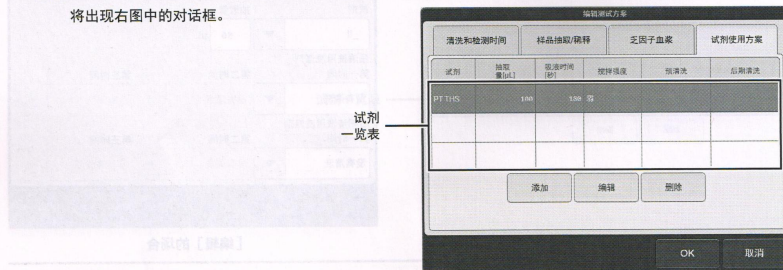 将出现右图中的对话框。
编辑测试方案
清洗和检测时间 样品抽取/稀释 乏因子血浆 试剂使用方案
试剂 抽取量[μL] 吸液时间[秒] 搅拌强度 预清洗 后期清洗
PT THS 100 180 弱
试剂
一览表
添加 编辑 删除
OK 取消